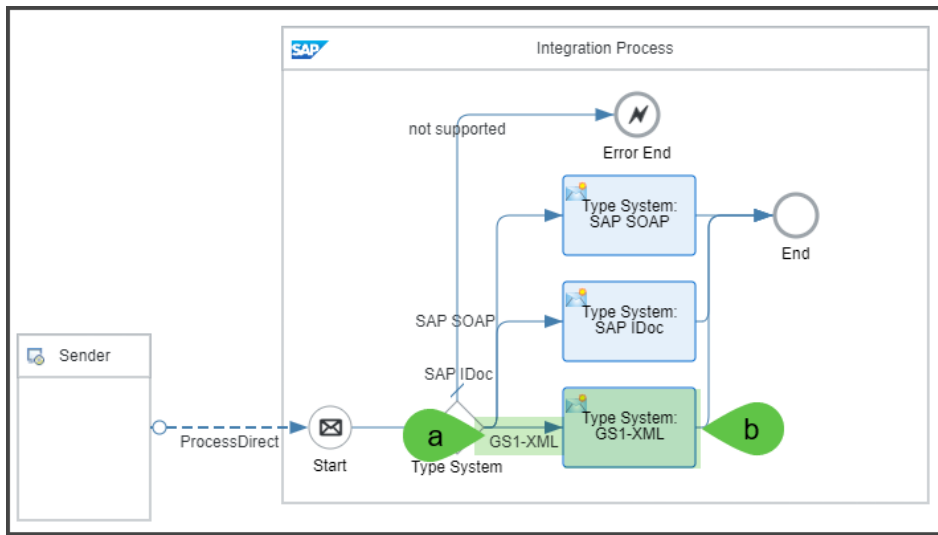 SAP
Integration Process
not supported
Error End
Type System:
SAP SOAP
End
SAP SOAP
Type System:
SAP IDoc
Sender
SAP IDoc
Type System:
GS1-XML
a
b
GS1-XML
ProcessDirect
Start
Type System